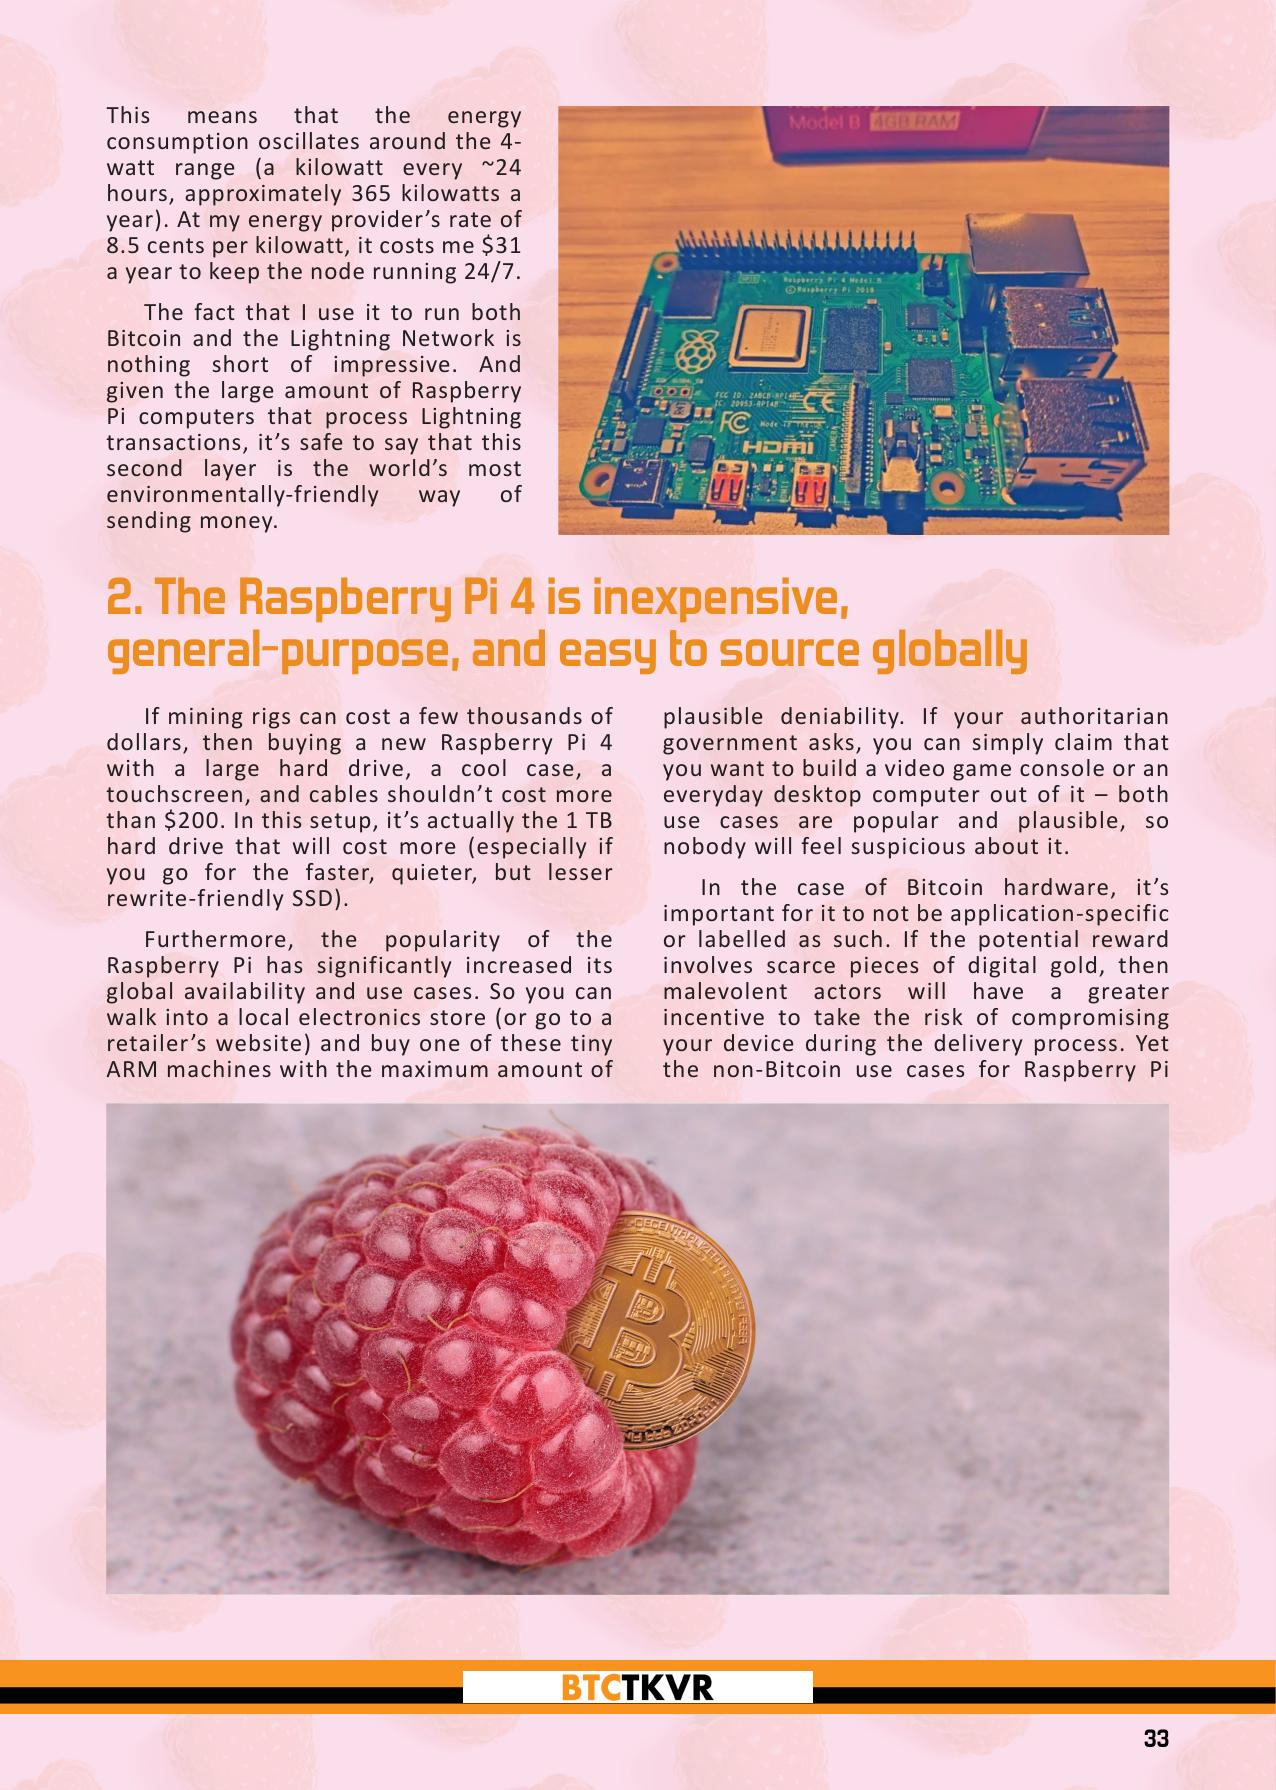 This means that the energy
consumption oscillates around the 4-
watt range (a kilowatt every ~24
hours, approximately 365 kilowatts a
year). At my energy provider’s rate of
8.5 cents per kilowatt, it costs me $31
a year to keep the node running 24/7.
The fact that I use it to run both
Bitcoin and the Lightning Network is
nothing short of impressive. And
given the large amount of Raspberry
Pi computers that process Lightning
transactions, it’s safe to say that this
second layer is the world’s most
environmentally-friendly way of
sending money.
Model B 4GB RAM
Raspberry Pi 4 Model B
©Raspberry Pi 2018
FCC ID: 2ABCB-RPI4B
IC: 20953-RPI4B
FC CE
HDMI
2. The Raspberry Pi 4 is inexpensive,
general-purpose, and easy to source globally
If mining rigs can cost a few thousands of
dollars, then buying a new Raspberry Pi 4
with a large hard drive, a cool case, a
touchscreen, and cables shouldn’t cost more
than $200. In this setup, it’s actually the 1 TB
hard drive that will cost more (especially if
you go for the faster, quieter, but lesser
rewrite-friendly SSD).
Furthermore, the popularity of the
Raspberry Pi has significantly increased its
global availability and use cases. So you can
walk into a local electronics store (or go to a
retailer’s website) and buy one of these tiny
ARM machines with the maximum amount of
plausible deniability. If your authoritarian
government asks, you can simply claim that
you want to build a video game console or an
everyday desktop computer out of it – both
use cases are popular and plausible, so
nobody will feel suspicious about it.
In the case of Bitcoin hardware, it’s
important for it to not be application-specific
or labelled as such. If the potential reward
involves scarce pieces of digital gold, then
malevolent actors will have a greater
incentive to take the risk of compromising
your device during the delivery process. Yet
the non-Bitcoin use cases for Raspberry Pi
DECENTRALIZED
BTCTKVR
33